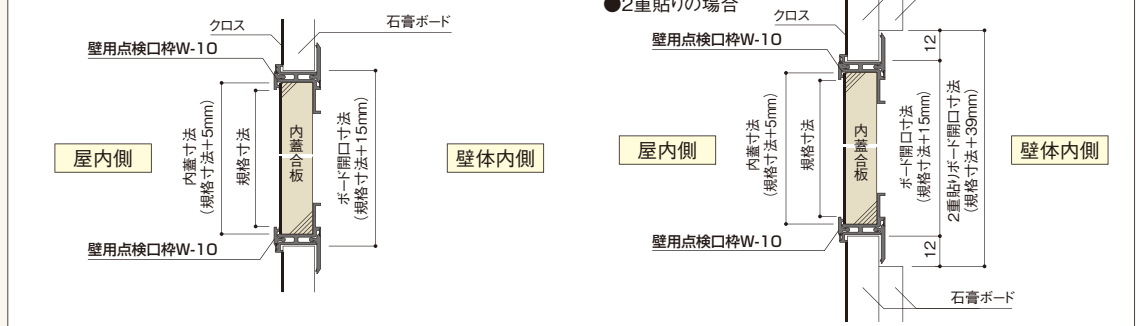 クロス
石膏ボード
壁用点検口枠W-10
屋内側
内蓋寸法
(規格寸法+5mm)
規格寸法
内蓋合板
ボード開口寸法
(規格寸法+15mm)
壁体内側
壁用点検口枠W-10
●2重貼りの場合
クロス
壁用点検口枠W-10
12
屋内側
内蓋寸法
(規格寸法+5mm)
規格寸法
内蓋合板
ボード開口寸法
(規格寸法+15mm)
2重貼りボード開口寸法
(規格寸法+39mm)
壁体内側
壁用点検口枠W-10
12
石膏ボード